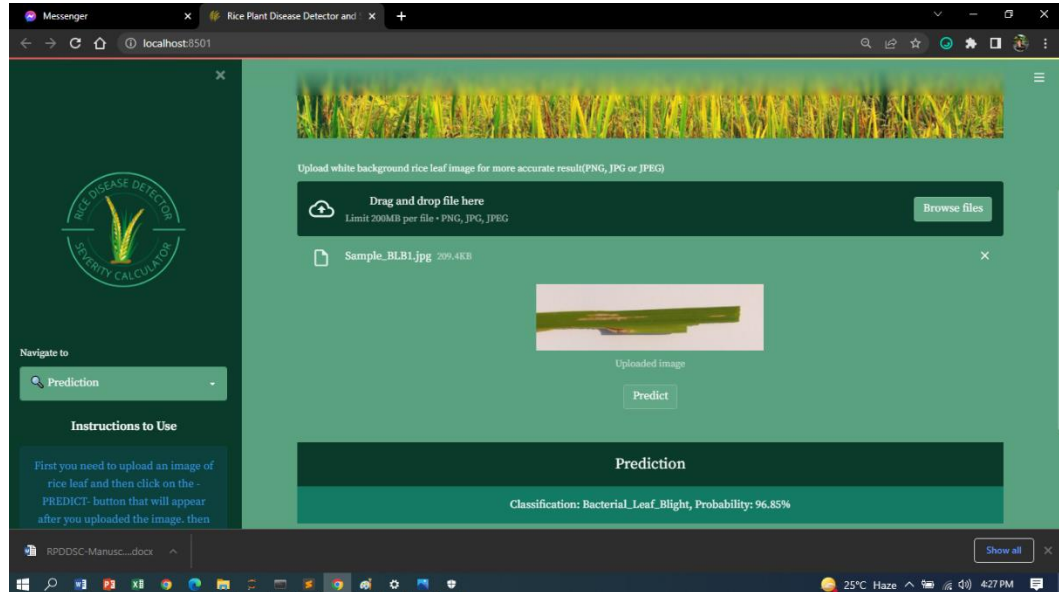 Messenger
Rice Plant Disease Detector and S
localhost:8501
RICE DISEASE DETECTOR
SEVERITY CALCULATOR
Navigate to
Prediction
Instructions to Use
First you need to upload an image of
rice leaf and then click on the -
PREDICT- button that will appear
after you uploaded the image. then
Upload white background rice leaf image for more accurate result(PNG, JPG or JPEG)
Drag and drop file here
Limit 200MB per file • PNG, JPG, JPEG
Browse files
Sample_BLB1.jpg 209.4KB
Uploaded image
Predict
Prediction
Classification: Bacterial_Leaf_Blight, Probability: 96.85%
RPDDSC-Manusc....docx
Show all
25°C Haze
4:27 PM